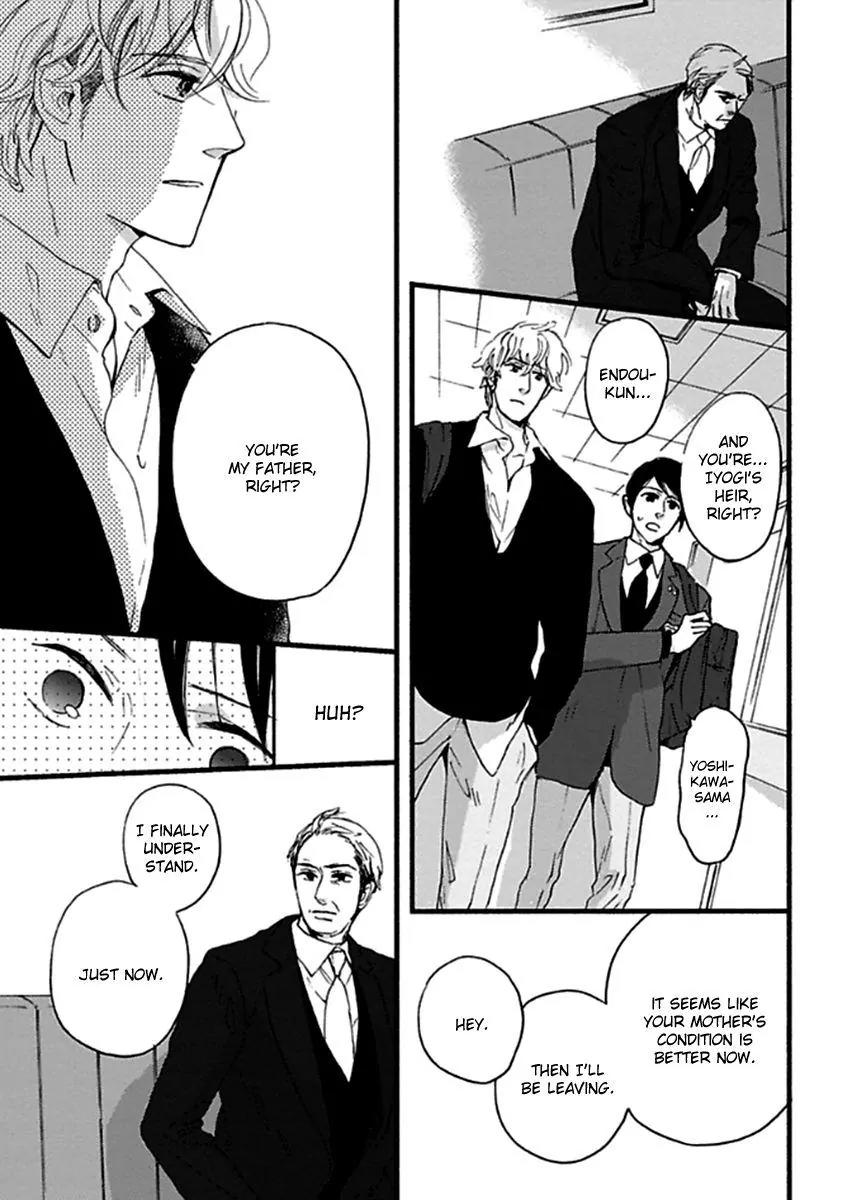 ENDOU-
KUN...
AND
YOU'RE...
IYOGI'S
HEIR,
RIGHT?
YOSHI-
KAWA-
SAMA
...
IT SEEMS LIKE
YOUR MOTHER'S
CONDITION IS
BETTER NOW.
THEN I'LL
BE LEAVING.
HEY.
YOU'RE
MY FATHER,
RIGHT?
HUH?
I FINALLY
UNDER-
STAND.
JUST NOW.